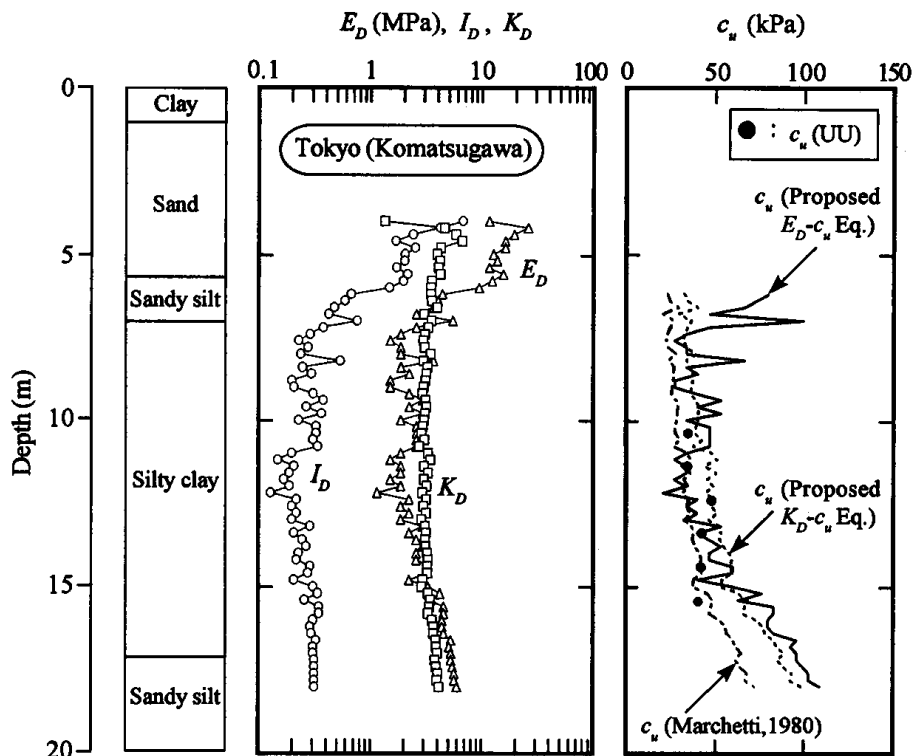 E_D (MPa), I_D, K_D
0.1 1 10 100
c_u (kPa)
0 50 100 150
Depth (m)
0
5
10
15
20
Clay
Sand
Sandy silt
Silty clay
Sandy silt
Tokyo (Komatsugawa)
E_D
I_D
K_D
● : c_u (UU)
c_u (Proposed
E_D-c_u Eq.)
c_u (Proposed
K_D-c_u Eq.)
c_u (Marchetti,1980)